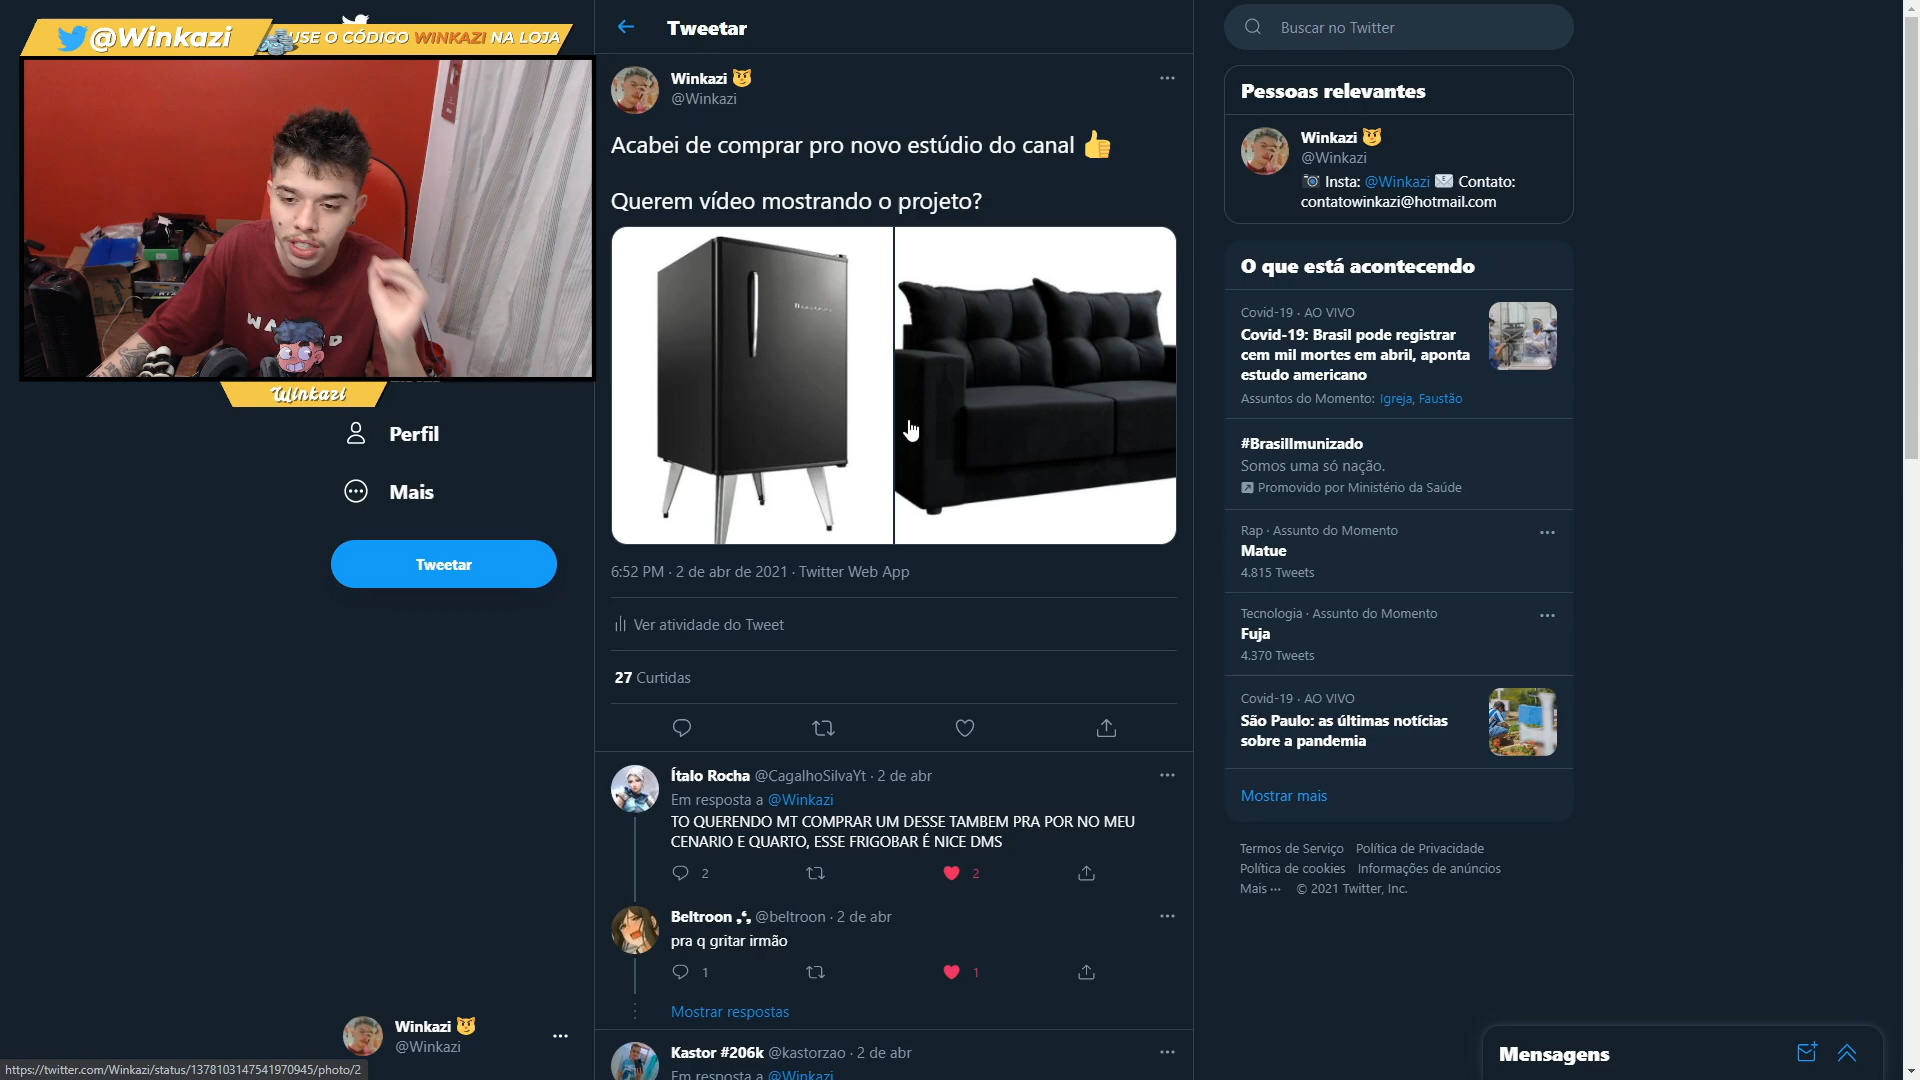 @Winkazi
USE O CÓDIGO WINKAZI NA LOJA
Winkazi
Perfil
Mais
Tweetar
Winkazi
@Winkazi
https://twitter.com/Winkazi/status/1378103147541970945/photo/2
Tweetar
Winkazi
@Winkazi
Acabei de comprar pro novo estúdio do canal 👍
Querem vídeo mostrando o projeto?
6:52 PM · 2 de abr de 2021 · Twitter Web App
Ver atividade do Tweet
27 Curtidas
Ítalo Rocha @CagalhoSilvaYt · 2 de abr
Em resposta a @Winkazi
TO QUERENDO MT COMPRAR UM DESSE TAMBEM PRA POR NO MEU
CENARIO E QUARTO, ESSE FRIGOBAR É NICE DMS
2 2
Beltroon @beltroon · 2 de abr
pra q gritar irmão
1 1
Mostrar respostas
Kastor #206k @kastorzao · 2 de abr
Em resposta a @Winkazi
Buscar no Twitter
Pessoas relevantes
Winkazi
@Winkazi
📷 Insta: @Winkazi 📧 Contato:
contatowinkazi@hotmail.com
O que está acontecendo
Covid-19 · AO VIVO
Covid-19: Brasil pode registrar
cem mil mortes em abril, aponta
estudo americano
Assuntos do Momento: Igreja, Faustão
#BrasilImunizado
Somos uma só nação.
Promovido por Ministério da Saúde
Rap · Assunto do Momento
Matue
4.815 Tweets
Tecnologia · Assunto do Momento
Fuja
4.370 Tweets
Covid-19 · AO VIVO
São Paulo: as últimas notícias
sobre a pandemia
Mostrar mais
Termos de Serviço Política de Privacidade
Política de cookies Informações de anúncios
Mais ··· © 2021 Twitter, Inc.
Mensagens